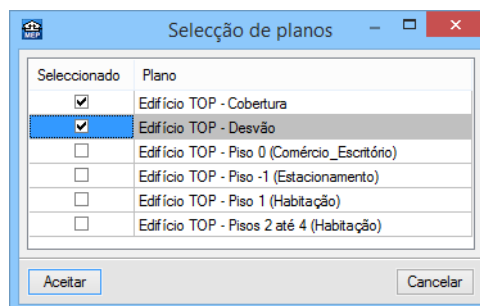 MEP
Selecção de planos
Seleccionado Plano
Edifício TOP - Cobertura
Edifício TOP - Desvão
Edifício TOP - Piso 0 (Comércio_Escritório)
Edifício TOP - Piso -1 (Estacionamento)
Edifício TOP - Piso 1 (Habitação)
Edifício TOP - Pisos 2 até 4 (Habitação)
Aceitar Cancelar